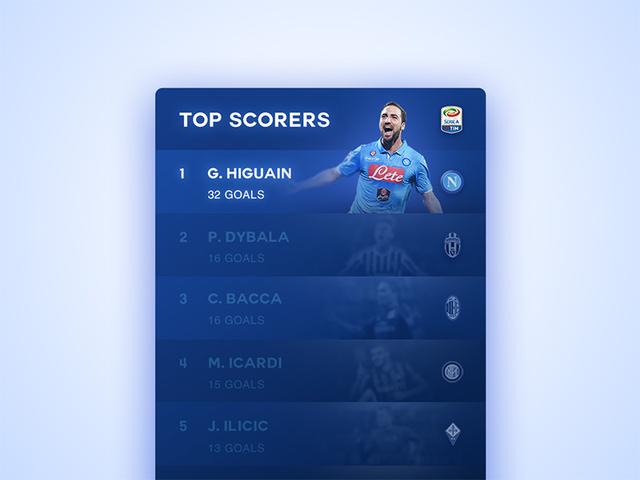 TOP SCORERS
SERIE A
TIM
1 G. HIGUAIN
32 GOALS
Lete
N
2 P. DYBALA
16 GOALS
3 C. BACCA
16 GOALS
4 M. ICARDI
15 GOALS
5 J. ILICIC
13 GOALS